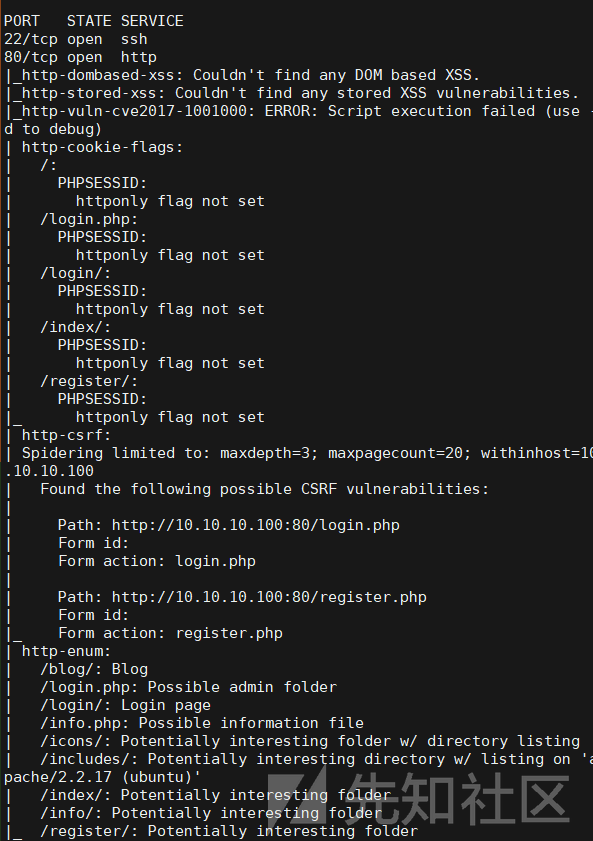 PORT   STATE SERVICE
22/tcp open  ssh
80/tcp open  http
|_http-dombased-xss: Couldn't find any DOM based XSS.
|_http-stored-xss: Couldn't find any stored XSS vulnerabilities.
|_http-vuln-cve2017-1001000: ERROR: Script execution failed (use -
d to debug)
| http-cookie-flags:
|   /:
|     PHPSESSID:
|       httponly flag not set
|   /login.php:
|     PHPSESSID:
|       httponly flag not set
|   /login/:
|     PHPSESSID:
|       httponly flag not set
|   /index/:
|     PHPSESSID:
|       httponly flag not set
|   /register/:
|     PHPSESSID:
|_      httponly flag not set
| http-csrf:
| Spidering limited to: maxdepth=3; maxpagecount=20; withinhost=10
.10.10.100
|   Found the following possible CSRF vulnerabilities:
|
|     Path: http://10.10.10.100:80/login.php
|     Form id:
|     Form action: login.php
|
|     Path: http://10.10.10.100:80/register.php
|     Form id:
|_    Form action: register.php
| http-enum:
|   /blog/: Blog
|   /login.php: Possible admin folder
|   /login/: Login page
|   /info.php: Possible information file
|   /icons/: Potentially interesting folder w/ directory listing
|   /includes/: Potentially interesting directory w/ listing on 'a
pache/2.2.17 (ubuntu)'
|   /index/: Potentially interesting folder
|   /info/: Potentially interesting folder
|_  /register/: Potentially interesting folder
先知社区